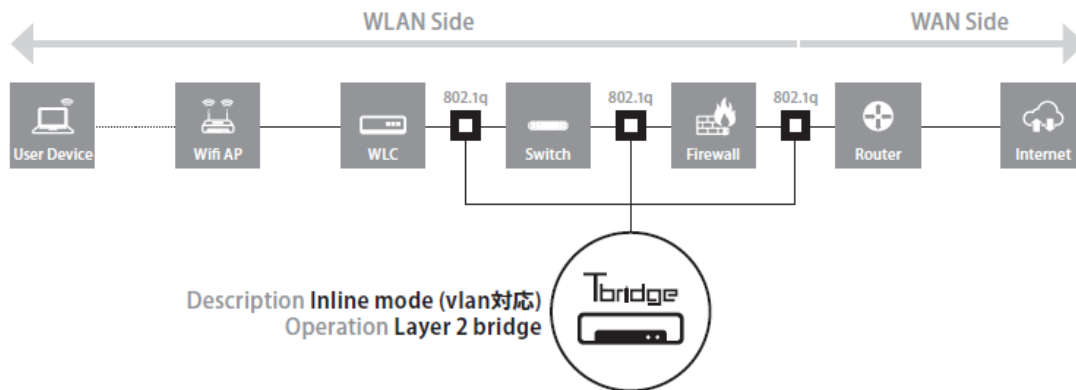 WLAN Side
WAN Side
802.1q
802.1q
802.1q
User Device
Wifi AP
WLC
Switch
Firewall
Router
Internet
Tbridge
Description Inline mode (vlan対応)
Operation Layer 2 bridge